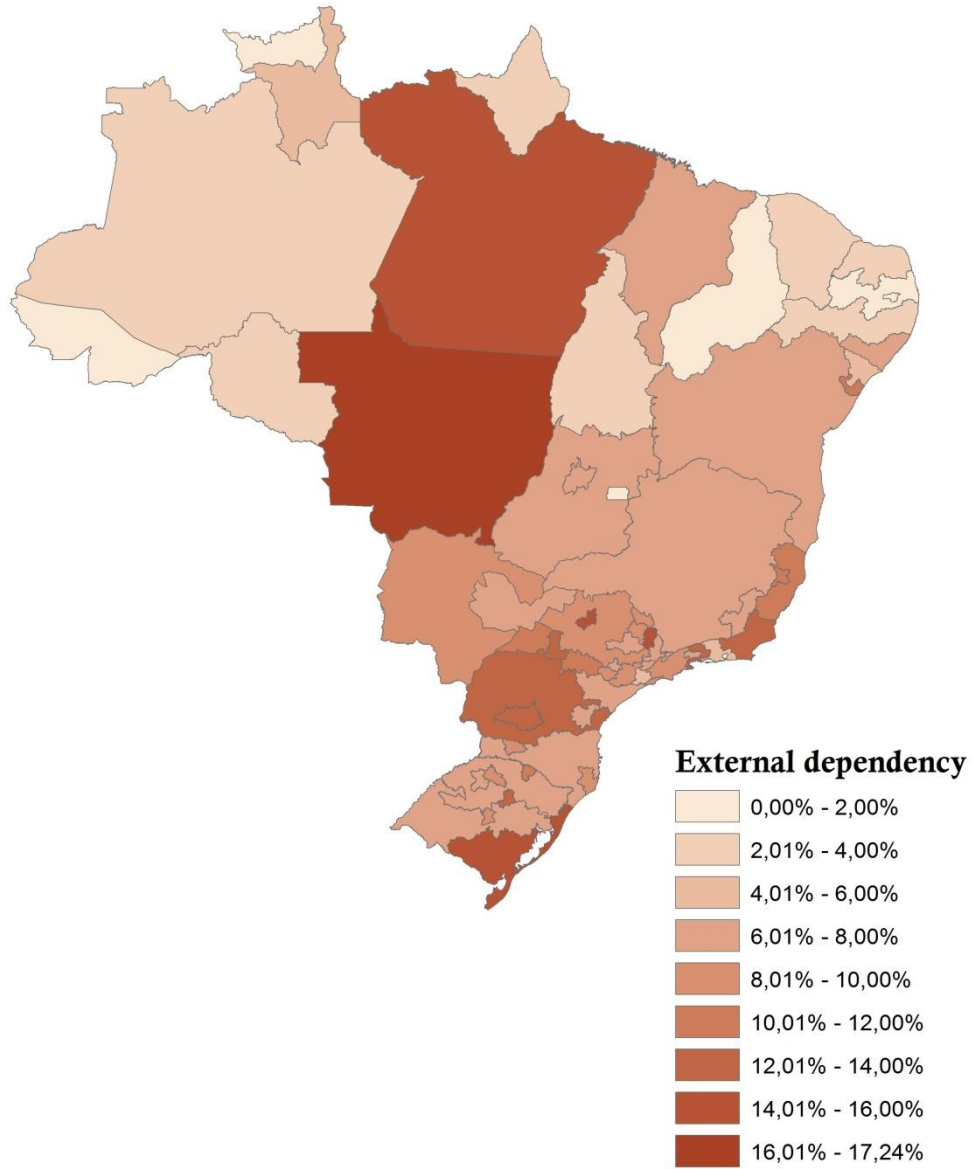 External dependency
0,00% - 2,00%
2,01% - 4,00%
4,01% - 6,00%
6,01% - 8,00%
8,01% - 10,00%
10,01% - 12,00%
12,01% - 14,00%
14,01% - 16,00%
16,01% - 17,24%